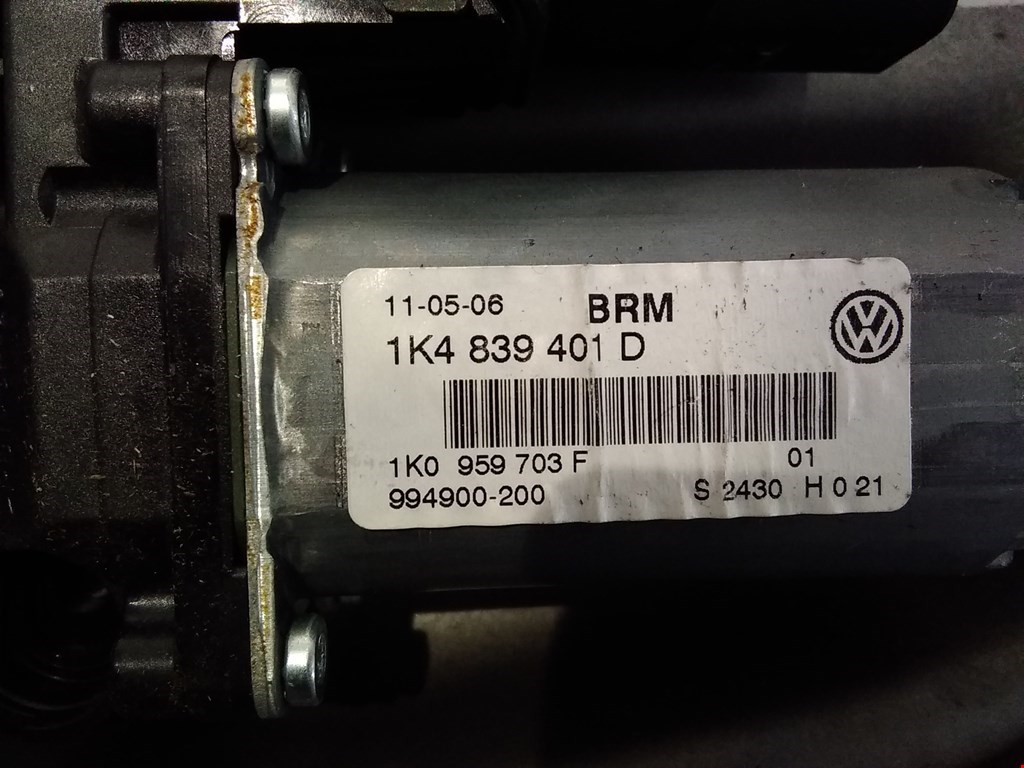 11-05-06 BRM
1K4 839 401 D
1K0 959 703 F 01
994900-200 S 2430 H 0 21